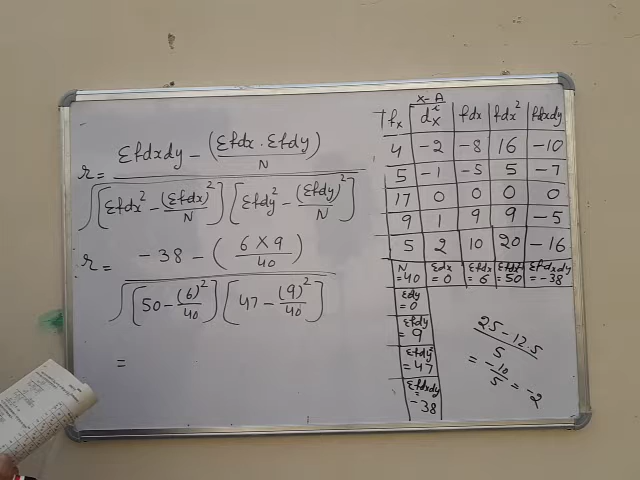 r = Σfdxdy − (Σfdx . Σfdy / N) / √[Σfdx² − (Σfdx)²/N] [Σfdy² − (Σfdy)²/N]
r = −38 − (6 × 9 / 40) / √[50 − (6)²/40] [47 − (9)²/40]
=
X−A
i
Tfx dx fdx fdx² fdxdy
4 −2 −8 16 −10
5 −1 −5 5 −7
17 0 0 0 0
9 1 9 9 −5
5 2 10 20 −16
N =40 Σdx =0 Σfdx = 6 Σfdx² = 50 Σfdxdy = −38
Σdy =0
Σfdy = 9
Σfdy² = 47
Σfdxdy = −38
2.5 − 12.5 / 5
= −10/5 = −2